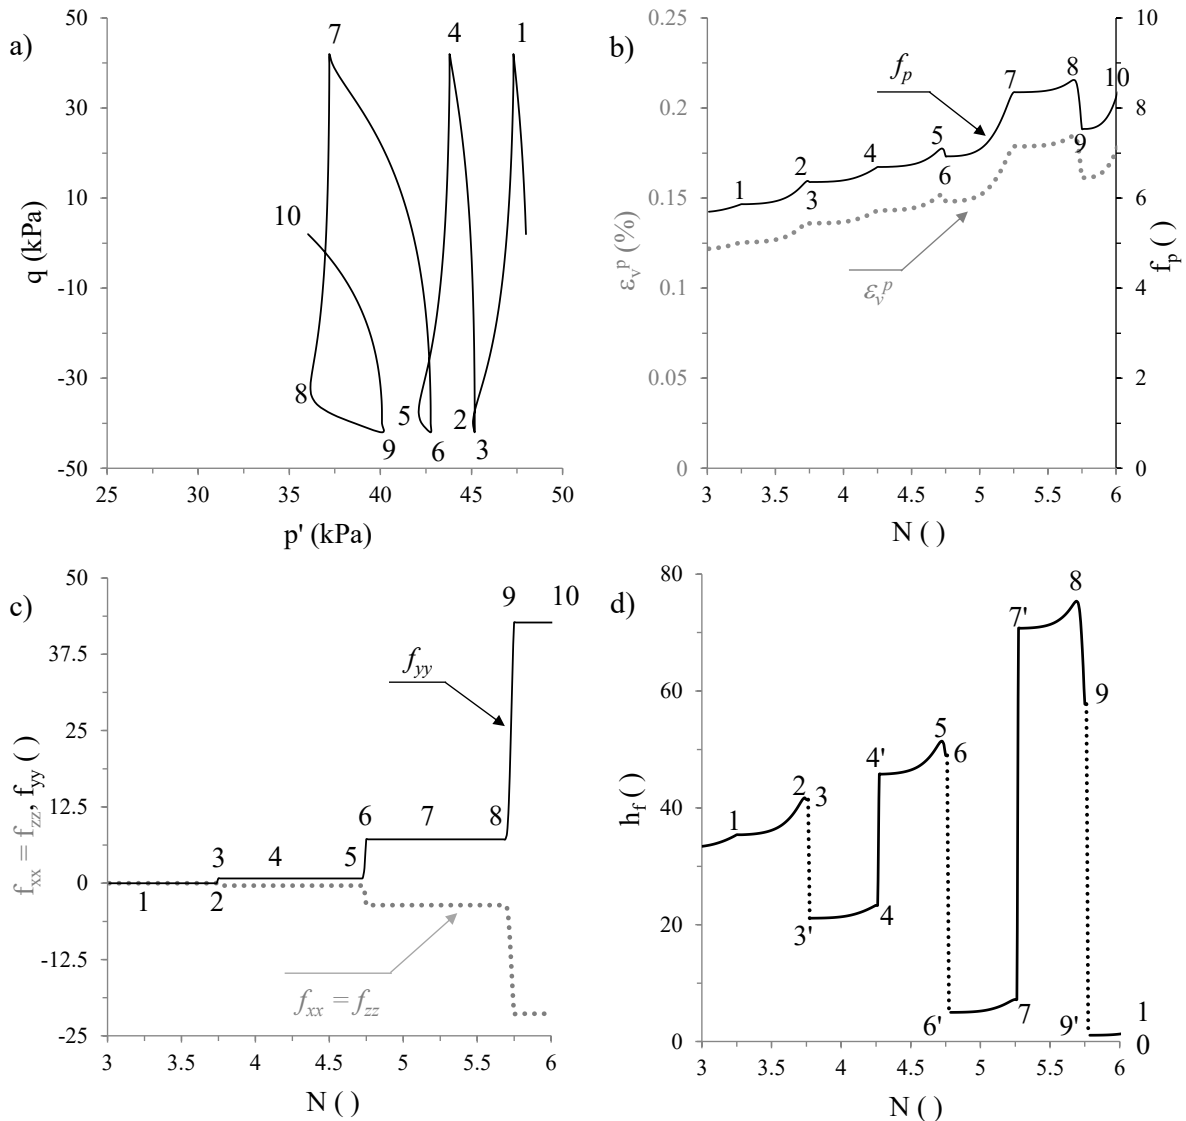 a)
50
30
10
-10
-30
-50
q (kPa)
25 30 35 40 45 50
p' (kPa)
7 4 1
10
8 5 2
9 6 3
b)
0.25
0.2
0.15
0.1
0.05
0
εᵥᵖ (%)
10
8
6
4
2
0
fₚ ( )
3 3.5 4 4.5 5 5.5 6
N ( )
fₚ
εᵥᵖ
1 2 3 4 5 6 7 8 9 10
c)
50
37.5
25
12.5
0
-12.5
-25
f_xx = f_zz, f_yy ( )
3 3.5 4 4.5 5 5.5 6
N ( )
9 10
f_yy
6 7 8
3 4 5
1 2
f_xx = f_zz
d)
80
60
40
20
0
h_f ( )
3 3.5 4 4.5 5 5.5 6
N ( )
1 2 3 3' 4 4' 5 6 6' 7 7' 8 9 9' 1
0